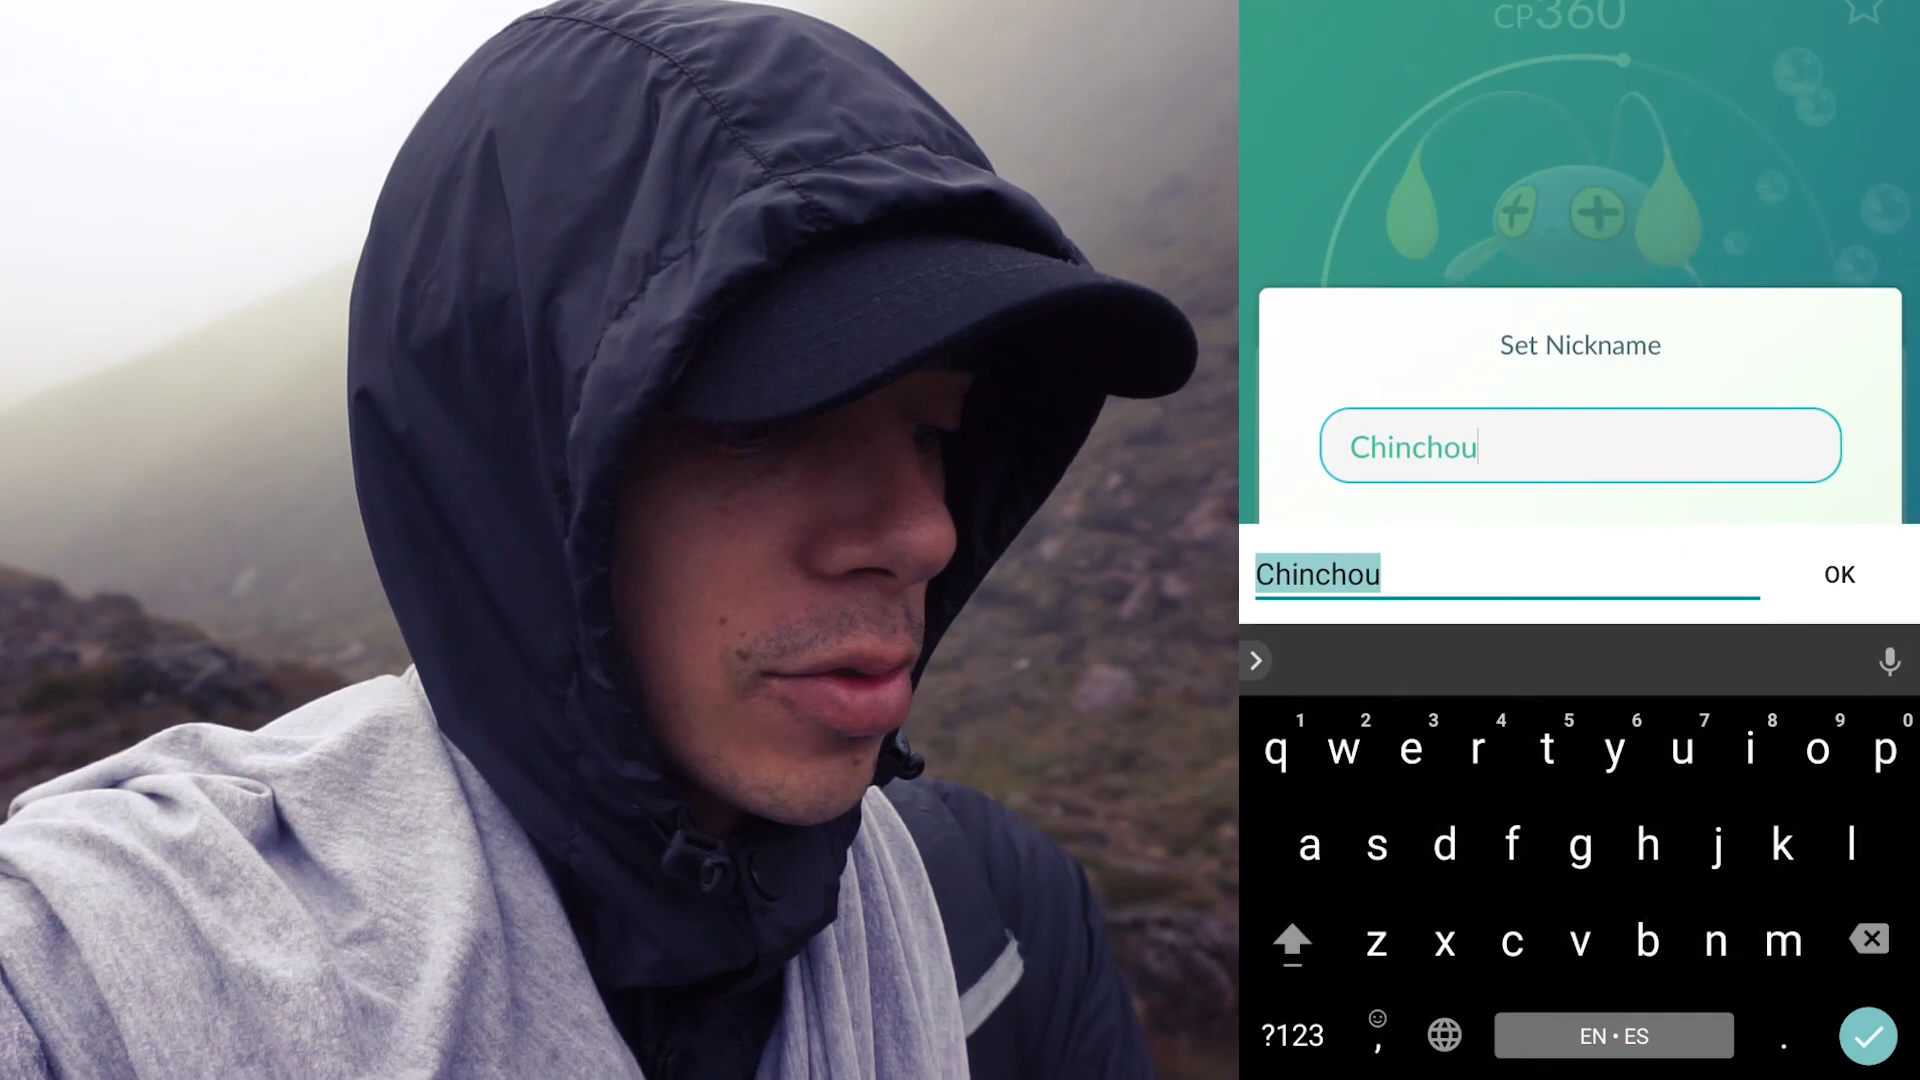 CP360
Set Nickname
Chinchou
Chinchou OK
1 2 3 4 5 6 7 8 9 0
q w e r t y u i o p
a s d f g h j k l
z x c v b n m
?123 , EN • ES .